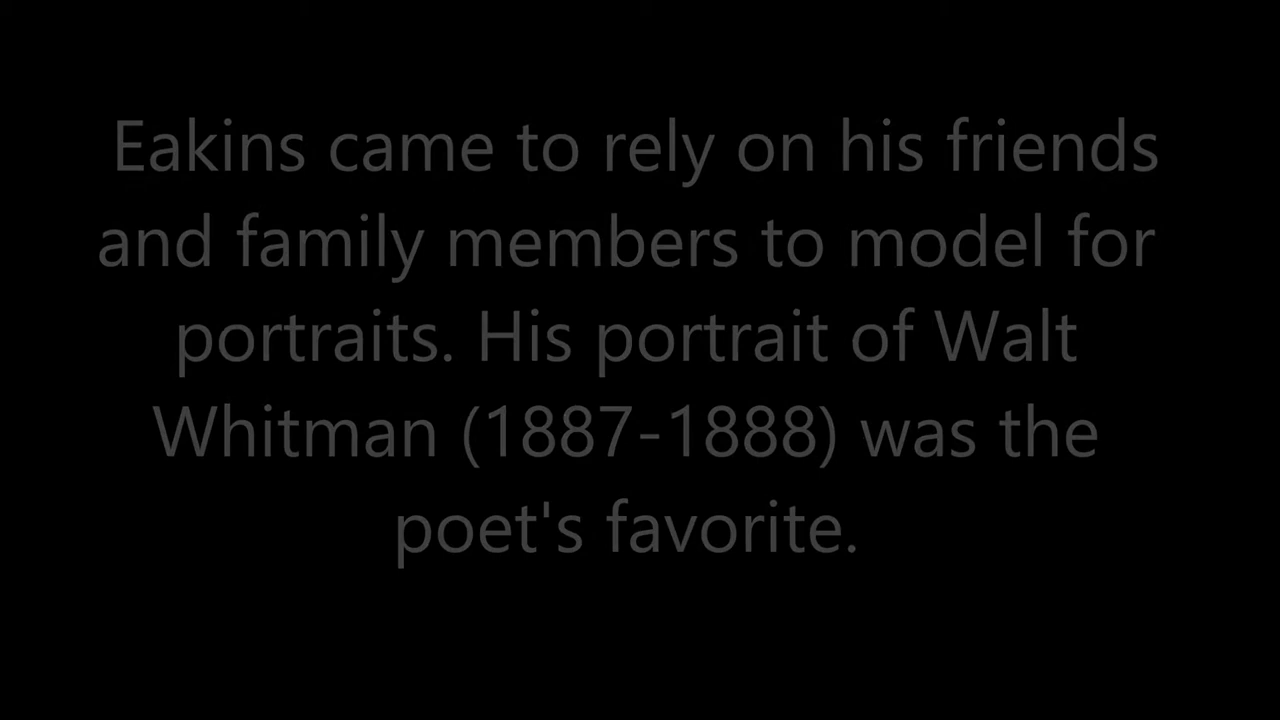 Eakins came to rely on his friends
and family members to model for
portraits. His portrait of Walt
Whitman (1887-1888) was the
poet's favorite.